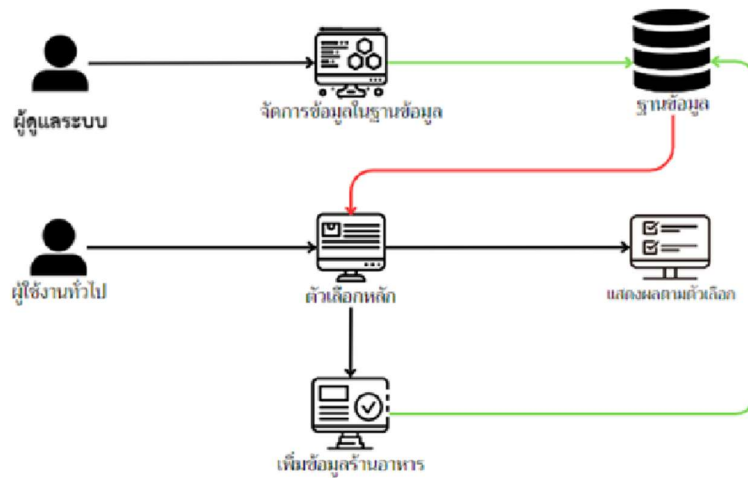 ผู้ดูแลระบบ
จัดการข้อมูลในฐานข้อมูล
ฐานข้อมูล
ผู้ใช้งานทั่วไป
ตัวเลือกหลัก
แสดงผลตามตัวเลือก
เพิ่มข้อมูลร้านอาหาร